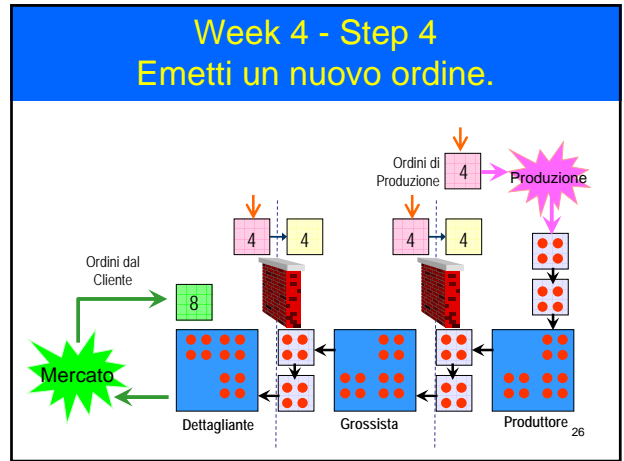 Week 4 - Step 4
Emetti un nuovo ordine.
Ordini di
Produzione
4
Produzione
4
4
4
4
Ordini dal
Cliente
8
Mercato
Dettagliante
Grossista
Produttore
26